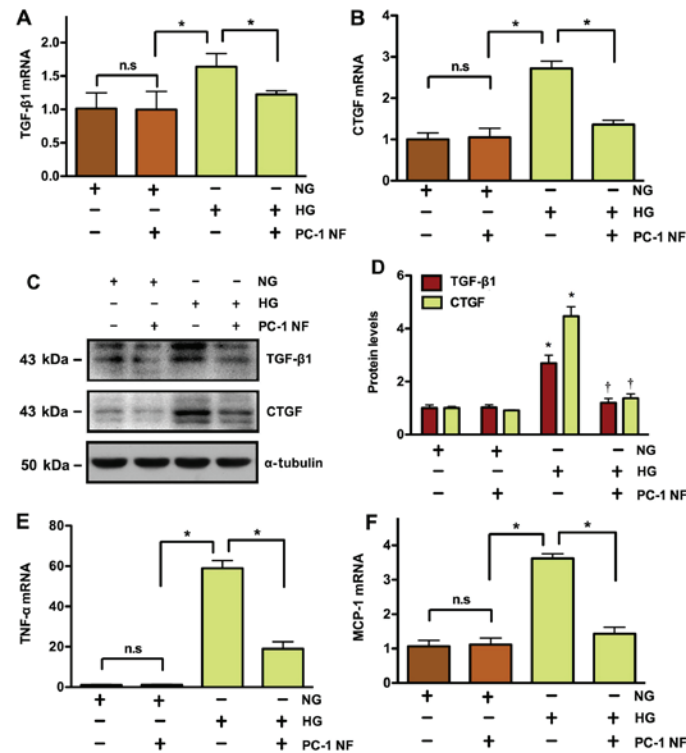 A
TGF-β1 mRNA
2.0
1.5
1.0
0.5
0.0
n.s
*
*
+ + − − NG
− − + + HG
− + − + PC-1 NF
B
CTGF mRNA
4
3
2
1
0
n.s
*
*
+ + − − NG
− − + + HG
− + − + PC-1 NF
C
+ + − − NG
− − + + HG
− + − + PC-1 NF
43 kDa TGF-β1
43 kDa CTGF
50 kDa α-tubulin
D
Protein levels
6
4
2
0
TGF-β1
CTGF
*
*
†
†
+ + − − NG
− − + + HG
− + − + PC-1 NF
E
TNF-α mRNA
80
60
40
20
0
n.s
*
*
+ + − − NG
− − + + HG
− + − + PC-1 NF
F
MCP-1 mRNA
4
3
2
1
0
n.s
*
*
+ + − − NG
− − + + HG
− + − + PC-1 NF